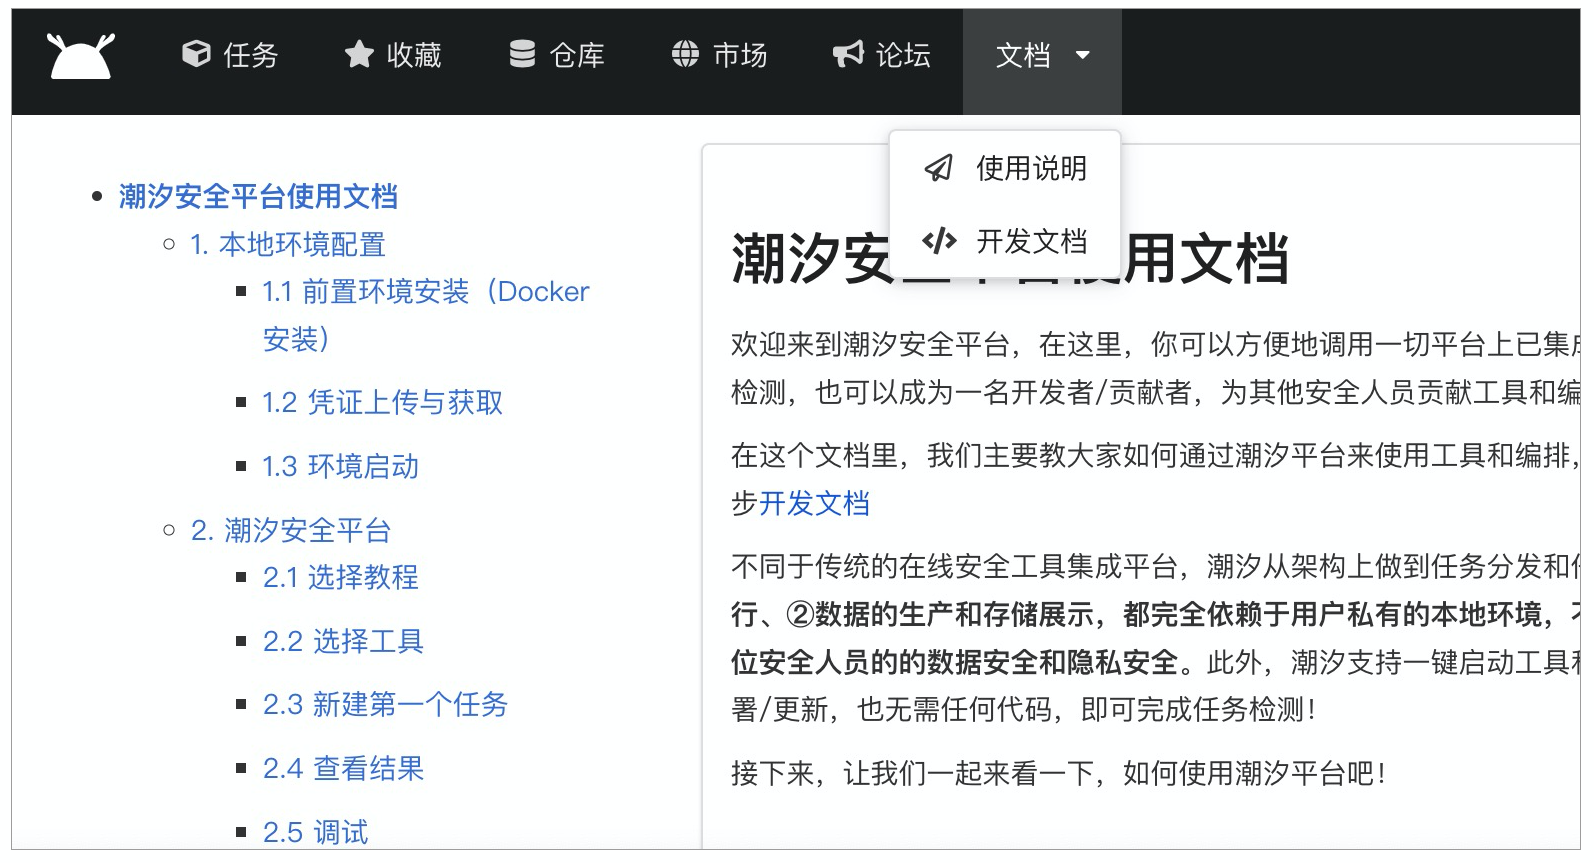 任务 收藏 仓库 市场 论坛 文档
使用说明
开发文档
潮汐安全平台使用文档
1. 本地环境配置
1.1 前置环境安装（Docker
安装）
1.2 凭证上传与获取
1.3 环境启动
2. 潮汐安全平台
2.1 选择教程
2.2 选择工具
2.3 新建第一个任务
2.4 查看结果
2.5 调试
潮汐安全平台使用文档
欢迎来到潮汐安全平台，在这里，你可以方便地调用一切平台上已集成
检测，也可以成为一名开发者/贡献者，为其他安全人员贡献工具和编
在这个文档里，我们主要教大家如何通过潮汐平台来使用工具和编排，
步开发文档
不同于传统的在线安全工具集成平台，潮汐从架构上做到任务分发和任
行、②数据的生产和存储展示，都完全依赖于用户私有的本地环境，不
位安全人员的的数据安全和隐私安全。此外，潮汐支持一键启动工具和
署/更新，也无需任何代码，即可完成任务检测！
接下来，让我们一起来看一下，如何使用潮汐平台吧！